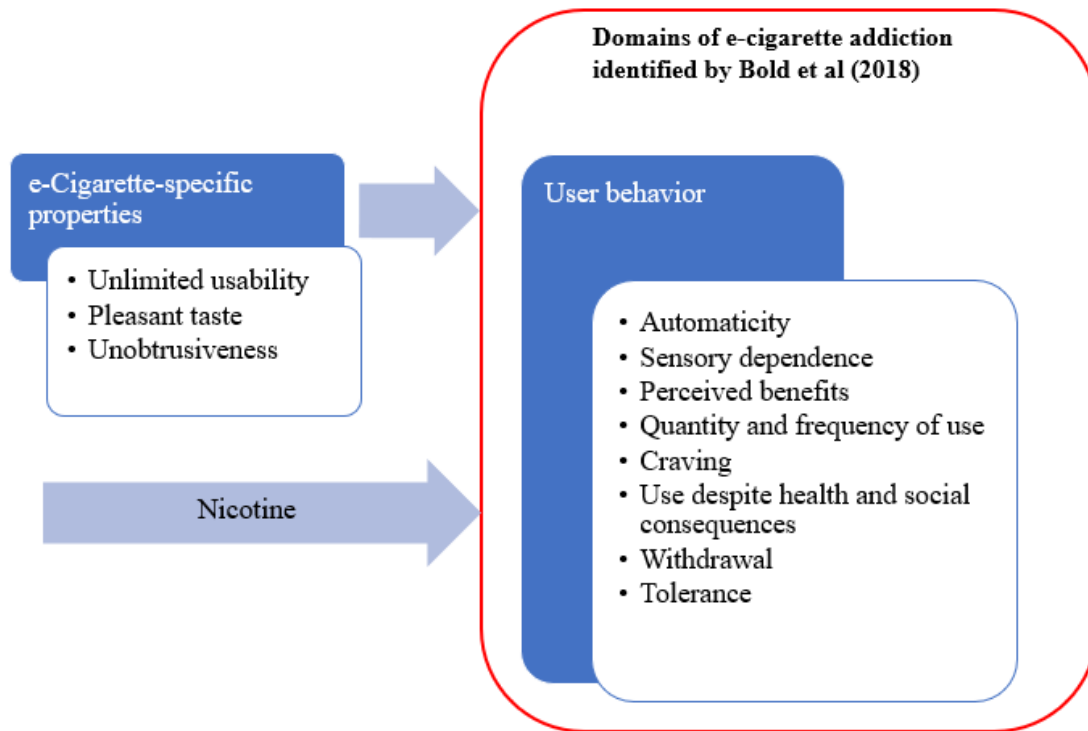 Domains of e-cigarette addiction
identified by Bold et al (2018)
e-Cigarette-specific
properties
• Unlimited usability
• Pleasant taste
• Unobtrusiveness
Nicotine
User behavior
• Automaticity
• Sensory dependence
• Perceived benefits
• Quantity and frequency of use
• Craving
• Use despite health and social
consequences
• Withdrawal
• Tolerance